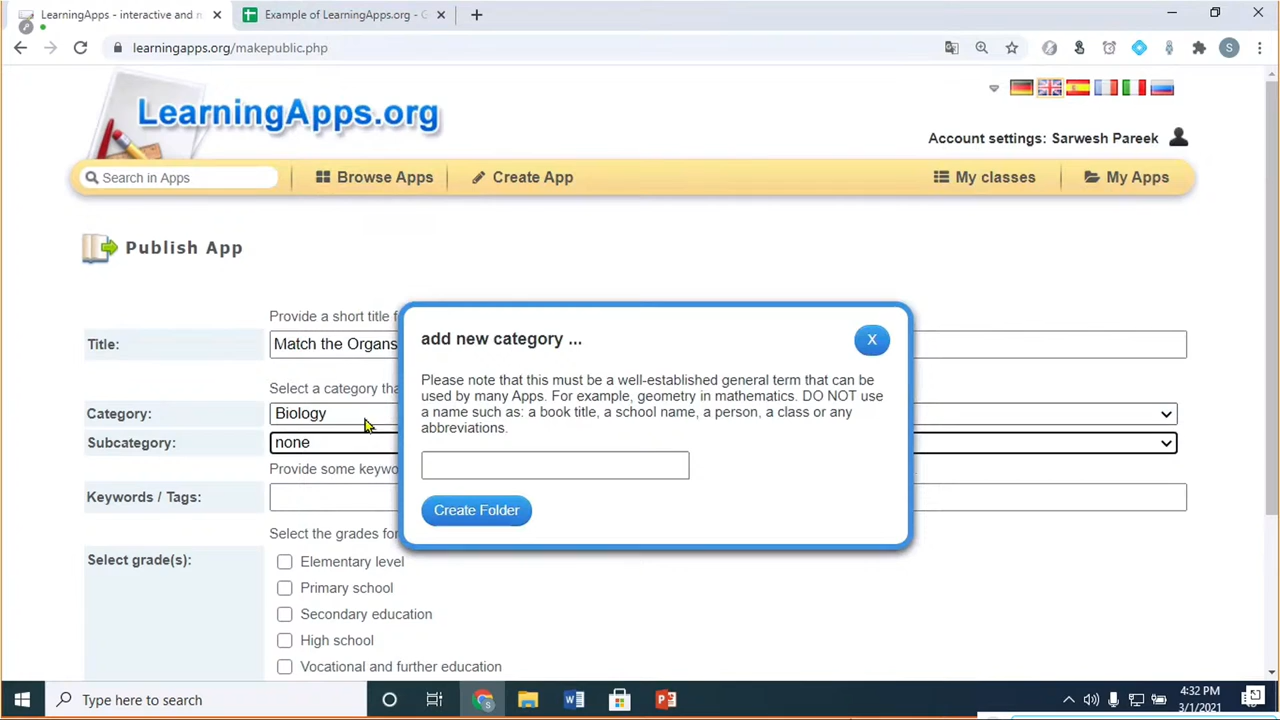 LearningApps - interactive and m
Example of LearningApps.org - G
learningapps.org/makepublic.php
S
LearningApps.org
Account settings: Sarwesh Pareek
Search in Apps
Browse Apps
Create App
My classes
My Apps
Publish App
Provide a short title f
Title:
Match the Organs
Select a category tha
Category:
Biology
Subcategory:
none
Provide some keywo
Keywords / Tags:
Select the grades for
Select grade(s):
Elementary level
Primary school
Secondary education
High school
Vocational and further education
add new category ...
X
Please note that this must be a well-established general term that can be
used by many Apps. For example, geometry in mathematics. DO NOT use
a name such as: a book title, a school name, a person, a class or any
abbreviations.
Create Folder
Type here to search
4:32 PM
3/1/2021